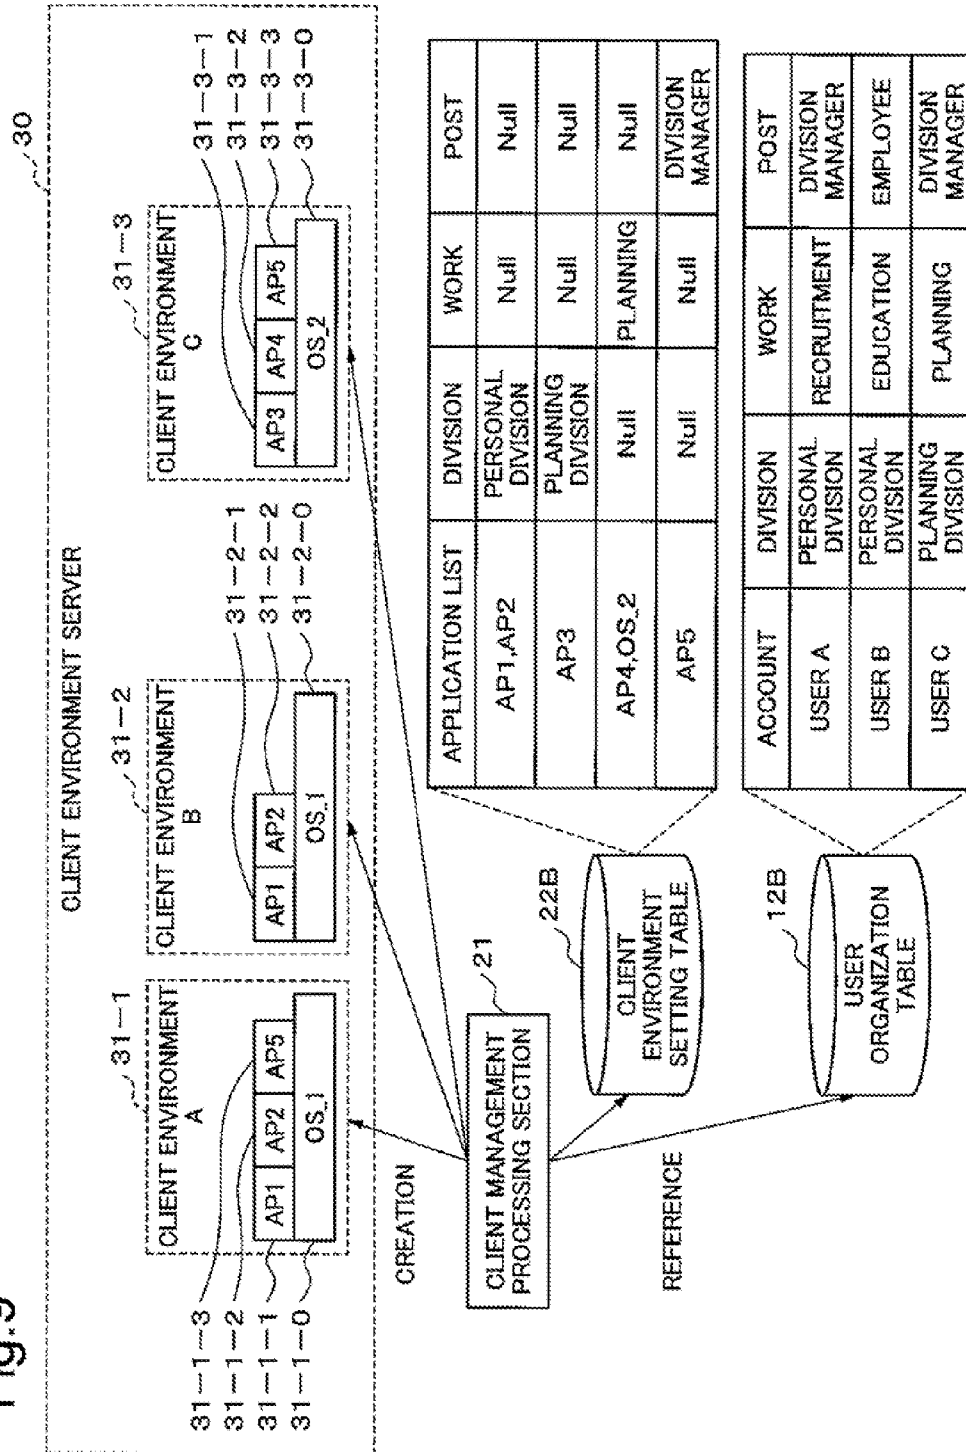 Fig.9
30
CLIENT ENVIRONMENT SERVER
31-1
CLIENT ENVIRONMENT
A
AP1
AP2
AP5
OS_1
31-1-3
31-1-2
31-1-1
31-1-0
31-2
CLIENT ENVIRONMENT
B
AP1
AP2
OS_1
31-2-1
31-2-2
31-2-0
31-3
CLIENT ENVIRONMENT
C
AP3
AP4
AP5
OS_2
31-3-1
31-3-2
31-3-3
31-3-0
CREATION
21
CLIENT MANAGEMENT
PROCESSING SECTION
REFERENCE
22B
CLIENT
ENVIRONMENT
SETTING TABLE
APPLICATION LIST
DIVISION
WORK
POST
AP1,AP2
PERSONAL
DIVISION
Null
Null
AP3
PLANNING
DIVISION
Null
Null
AP4,OS_2
Null
PLANNING
Null
AP5
Null
Null
DIVISION
MANAGER
12B
USER
ORGANIZATION
TABLE
ACCOUNT
DIVISION
WORK
POST
USER A
PERSONAL
DIVISION
RECRUITMENT
DIVISION
MANAGER
USER B
PERSONAL
DIVISION
EDUCATION
EMPLOYEE
USER C
PLANNING
DIVISION
PLANNING
DIVISION
MANAGER